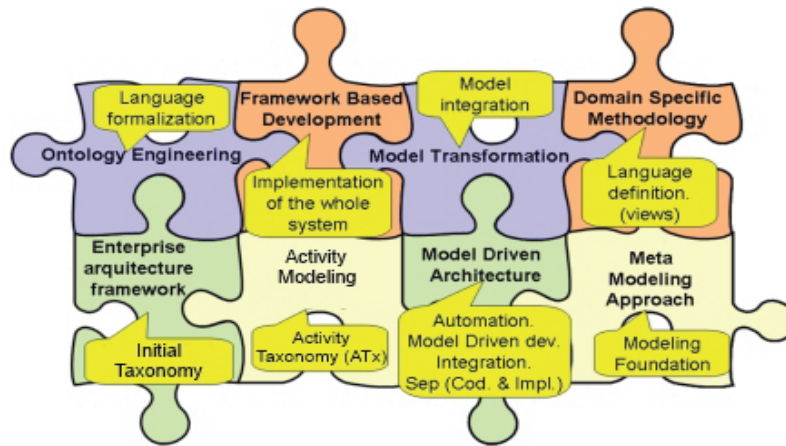 Language
formalization
Ontology Engineering
Framework Based
Development
Implementation
of the whole
system
Model
integration
Model Transformation
Domain Specific
Methodology
Language
definition.
(views)
Enterprise
arquitecture
framework
Initial
Taxonomy
Activity
Modeling
Activity
Taxonomy (ATx)
Model Driven
Architecture
Automation.
Model Driven dev.
Integration.
Sep (Cod. & Impl.)
Meta
Modeling
Approach
Modeling
Foundation